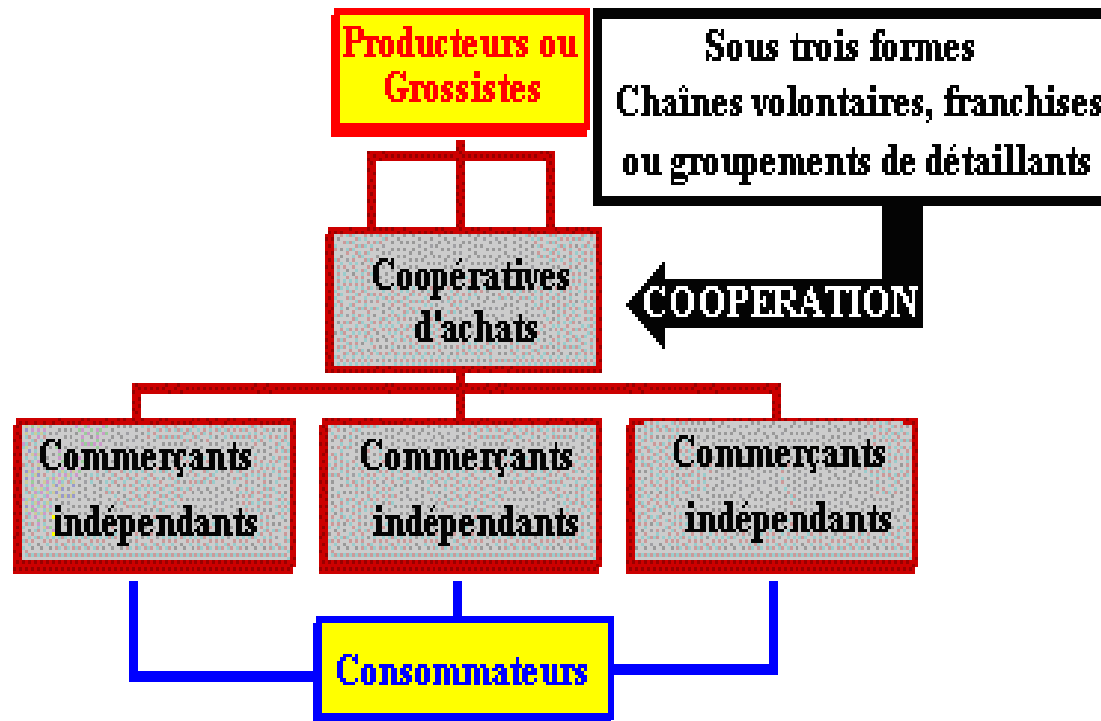 Producteurs ou
Grossistes
Sous trois formes
Chaînes volontaires, franchises
ou groupements de détaillants
Coopératives
d'achats
COOPERATION
Commerçants
indépendants
Commerçants
indépendants
Commerçants
indépendants
Consommateurs